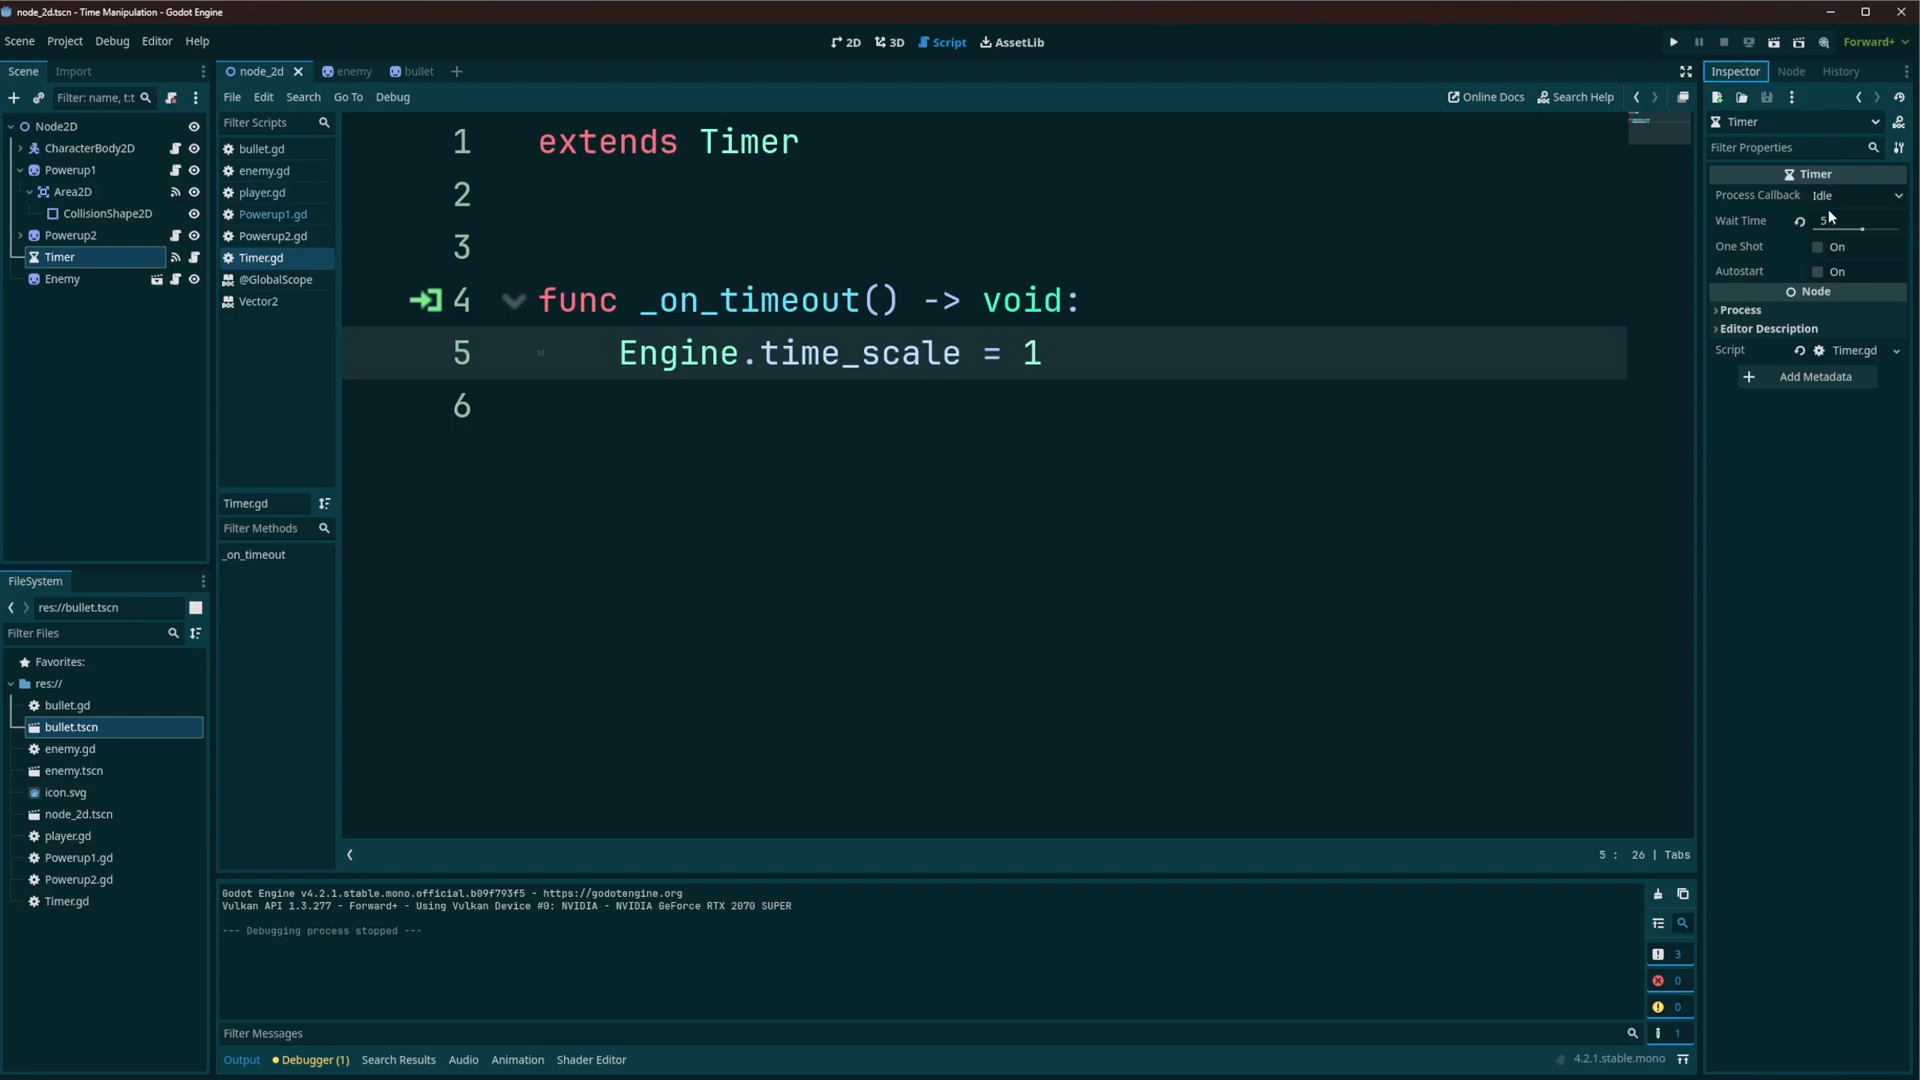 node_2d.tscn - Time Manipulation - Godot Engine
Scene Project Debug Editor Help
2D 3D Script AssetLib
Forward+
Scene Import
Filter: name, t:t
Node2D
CharacterBody2D
Powerup1
Area2D
CollisionShape2D
Powerup2
Timer
Enemy
FileSystem
res://bullet.tscn
Filter Files
Favorites:
res://
bullet.gd
bullet.tscn
enemy.gd
enemy.tscn
icon.svg
node_2d.tscn
player.gd
Powerup1.gd
Powerup2.gd
Timer.gd
node_2d enemy bullet
File Edit Search Go To Debug
Online Docs Search Help
Filter Scripts
bullet.gd
enemy.gd
player.gd
Powerup1.gd
Powerup2.gd
Timer.gd
@GlobalScope
Vector2
Timer.gd
Filter Methods
_on_timeout
1 extends Timer
2
3
4 func _on_timeout() -> void:
5 Engine.time_scale = 1
6
5 : 26 | Tabs
Godot Engine v4.2.1.stable.mono.official.b09f793f5 - https://godotengine.org
Vulkan API 1.3.277 - Forward+ - Using Vulkan Device #0: NVIDIA - NVIDIA GeForce RTX 2070 SUPER
--- Debugging process stopped ---
3
0
0
1
Filter Messages
Output Debugger (1) Search Results Audio Animation Shader Editor
4.2.1.stable.mono
Inspector Node History
Timer
Filter Properties
Timer
Process Callback Idle
Wait Time 5
One Shot On
Autostart On
Node
Process
Editor Description
Script Timer.gd
Add Metadata